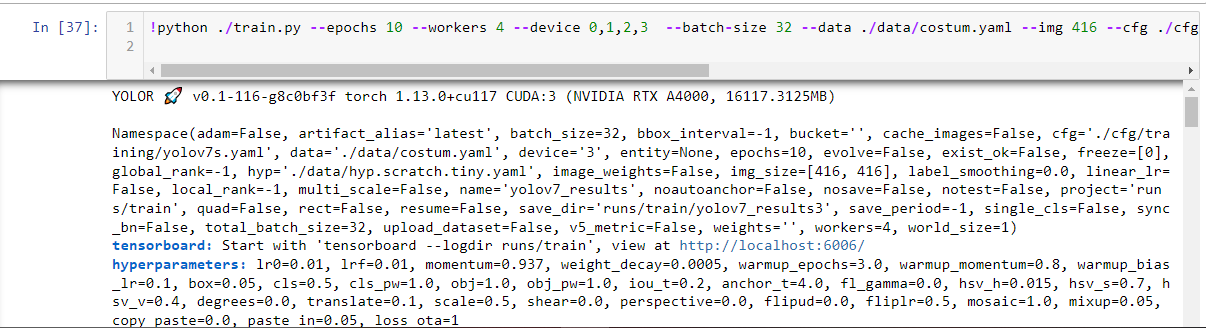 In [37]:
1 !python ./train.py --epochs 10 --workers 4 --device 0,1,2,3  --batch-size 32 --data ./data/costum.yaml --img 416 --cfg ./cfg
2
YOLOR 🚀 v0.1-116-g8c0bf3f torch 1.13.0+cu117 CUDA:3 (NVIDIA RTX A4000, 16117.3125MB)
Namespace(adam=False, artifact_alias='latest', batch_size=32, bbox_interval=-1, bucket='', cache_images=False, cfg='./cfg/tra
ining/yolov7s.yaml', data='./data/costum.yaml', device='3', entity=None, epochs=10, evolve=False, exist_ok=False, freeze=[0],
global_rank=-1, hyp='./data/hyp.scratch.tiny.yaml', image_weights=False, img_size=[416, 416], label_smoothing=0.0, linear_lr=
False, local_rank=-1, multi_scale=False, name='yolov7_results', noautoanchor=False, nosave=False, notest=False, project='run
s/train', quad=False, rect=False, resume=False, save_dir='runs/train/yolov7_results3', save_period=-1, single_cls=False, sync
_bn=False, total_batch_size=32, upload_dataset=False, v5_metric=False, weights='', workers=4, world_size=1)
tensorboard: Start with 'tensorboard --logdir runs/train', view at http://localhost:6006/
hyperparameters: lr0=0.01, lrf=0.01, momentum=0.937, weight_decay=0.0005, warmup_epochs=3.0, warmup_momentum=0.8, warmup_bias
_lr=0.1, box=0.05, cls=0.5, cls_pw=1.0, obj=1.0, obj_pw=1.0, iou_t=0.2, anchor_t=4.0, fl_gamma=0.0, hsv_h=0.015, hsv_s=0.7, h
sv_v=0.4, degrees=0.0, translate=0.1, scale=0.5, shear=0.0, perspective=0.0, flipud=0.0, fliplr=0.5, mosaic=1.0, mixup=0.05,
copy_paste=0.0, paste_in=0.05, loss_ota=1